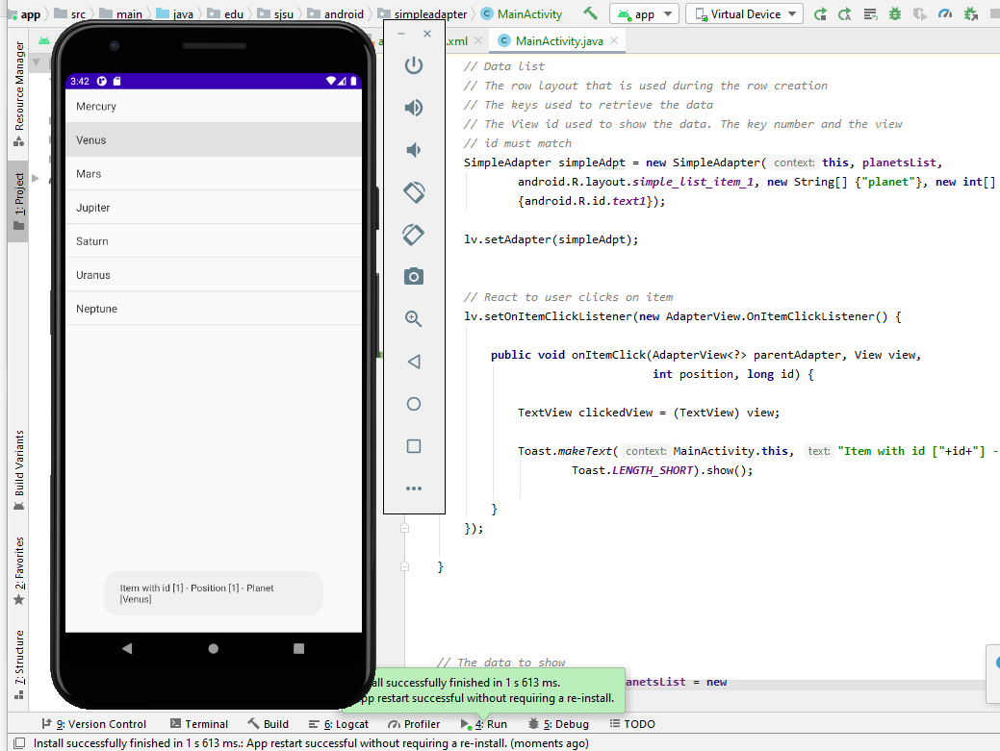 app src main java edu sjsu android simpleadapter MainActivity app Virtual Device
.xml MainActivity.java
Resource Manager
1: Project
Build Variants
2: Favorites
7: Structure
3:42
Mercury
Venus
Mars
Jupiter
Saturn
Uranus
Neptune
Item with id [1] - Position [1] - Planet
[Venus]
// Data list
// The row layout that is used during the row creation
// The keys used to retrieve the data
// The View id used to show the data. The key number and the view
// id must match
SimpleAdapter simpleAdpt = new SimpleAdapter( context: this, planetsList,
android.R.layout.simple_list_item_1, new String[] {"planet"}, new int[]
{android.R.id.text1});
lv.setAdapter(simpleAdpt);
// React to user clicks on item
lv.setOnItemClickListener(new AdapterView.OnItemClickListener() {
public void onItemClick(AdapterView<?> parentAdapter, View view,
int position, long id) {
TextView clickedView = (TextView) view;
Toast.makeText( context: MainActivity.this, text: "Item with id ["+id+"] -
Toast.LENGTH_SHORT).show();
}
});
}
// The data to show
anetsList = new
all successfully finished in 1 s 613 ms.
pp restart successful without requiring a re-install.
9: Version Control Terminal Build 6: Logcat Profiler 4: Run 5: Debug TODO
Install successfully finished in 1 s 613 ms.: App restart successful without requiring a re-install. (moments ago)